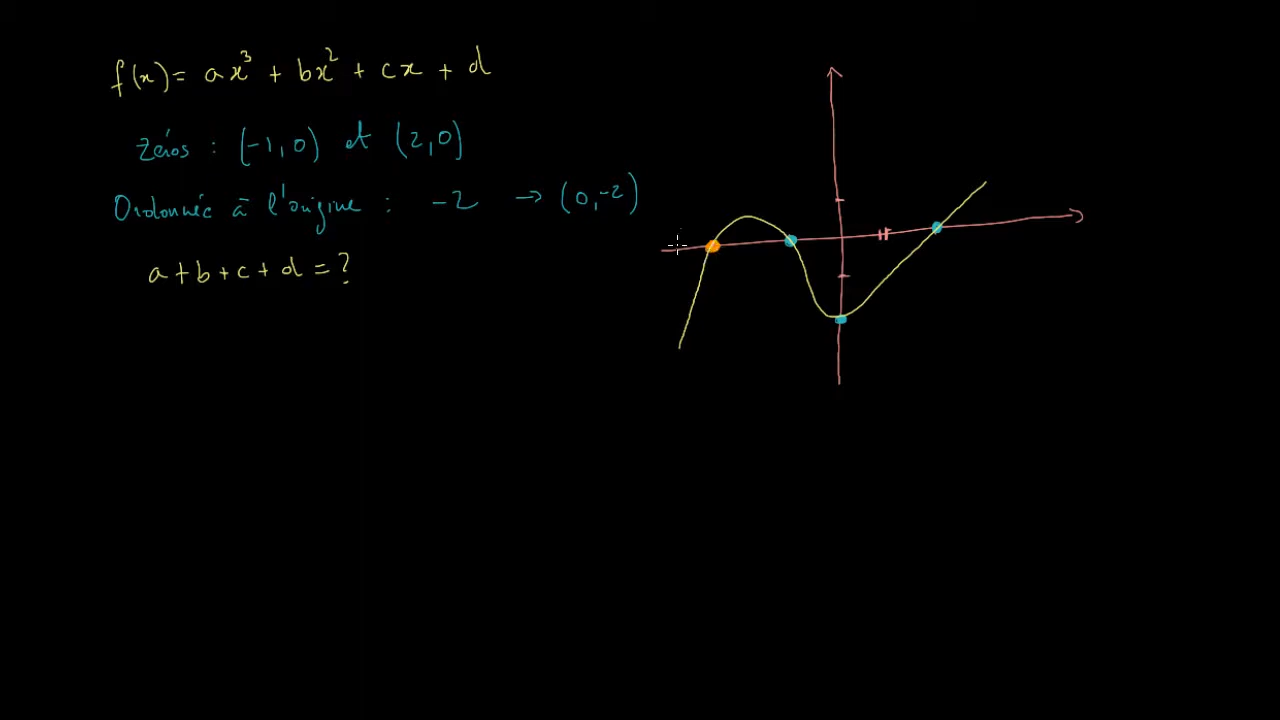 f(x) = ax³ + bx² + cx + d
Zéros : (-1,0) et (2,0)
Ordonnée à l'origine : -2 → (0,-2)
a + b + c + d = ?